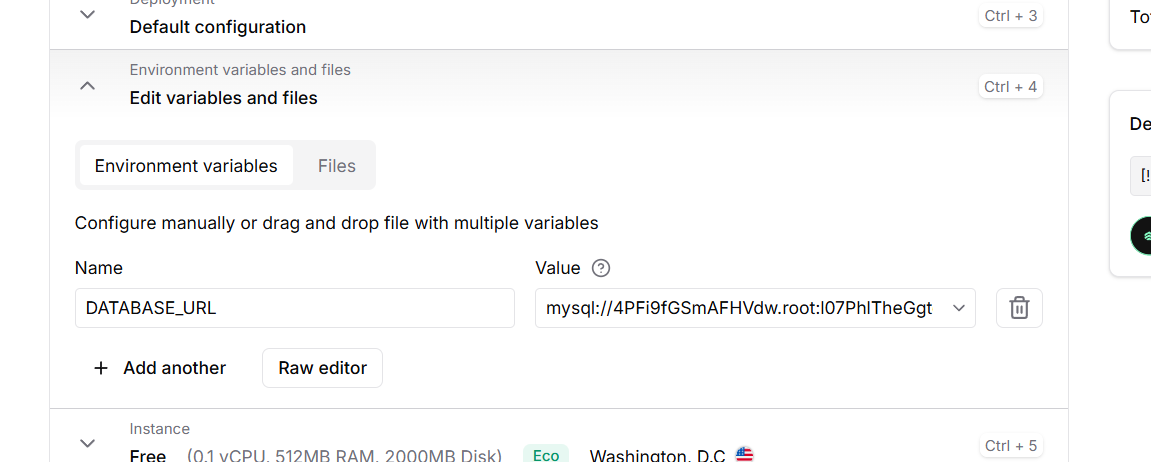 Deployment
Default configuration
Ctrl + 3
Environment variables and files
Edit variables and files
Ctrl + 4
Environment variables
Files
Configure manually or drag and drop file with multiple variables
Name
Value ?
DATABASE_URL
mysql://4PFi9fGSmAFHVdw.root:l07PhlTheGgt
+ Add another
Raw editor
Instance
Free (0.1 vCPU, 512MB RAM, 2000MB Disk) Eco Washington, D.C
Ctrl + 5
To
De
[!